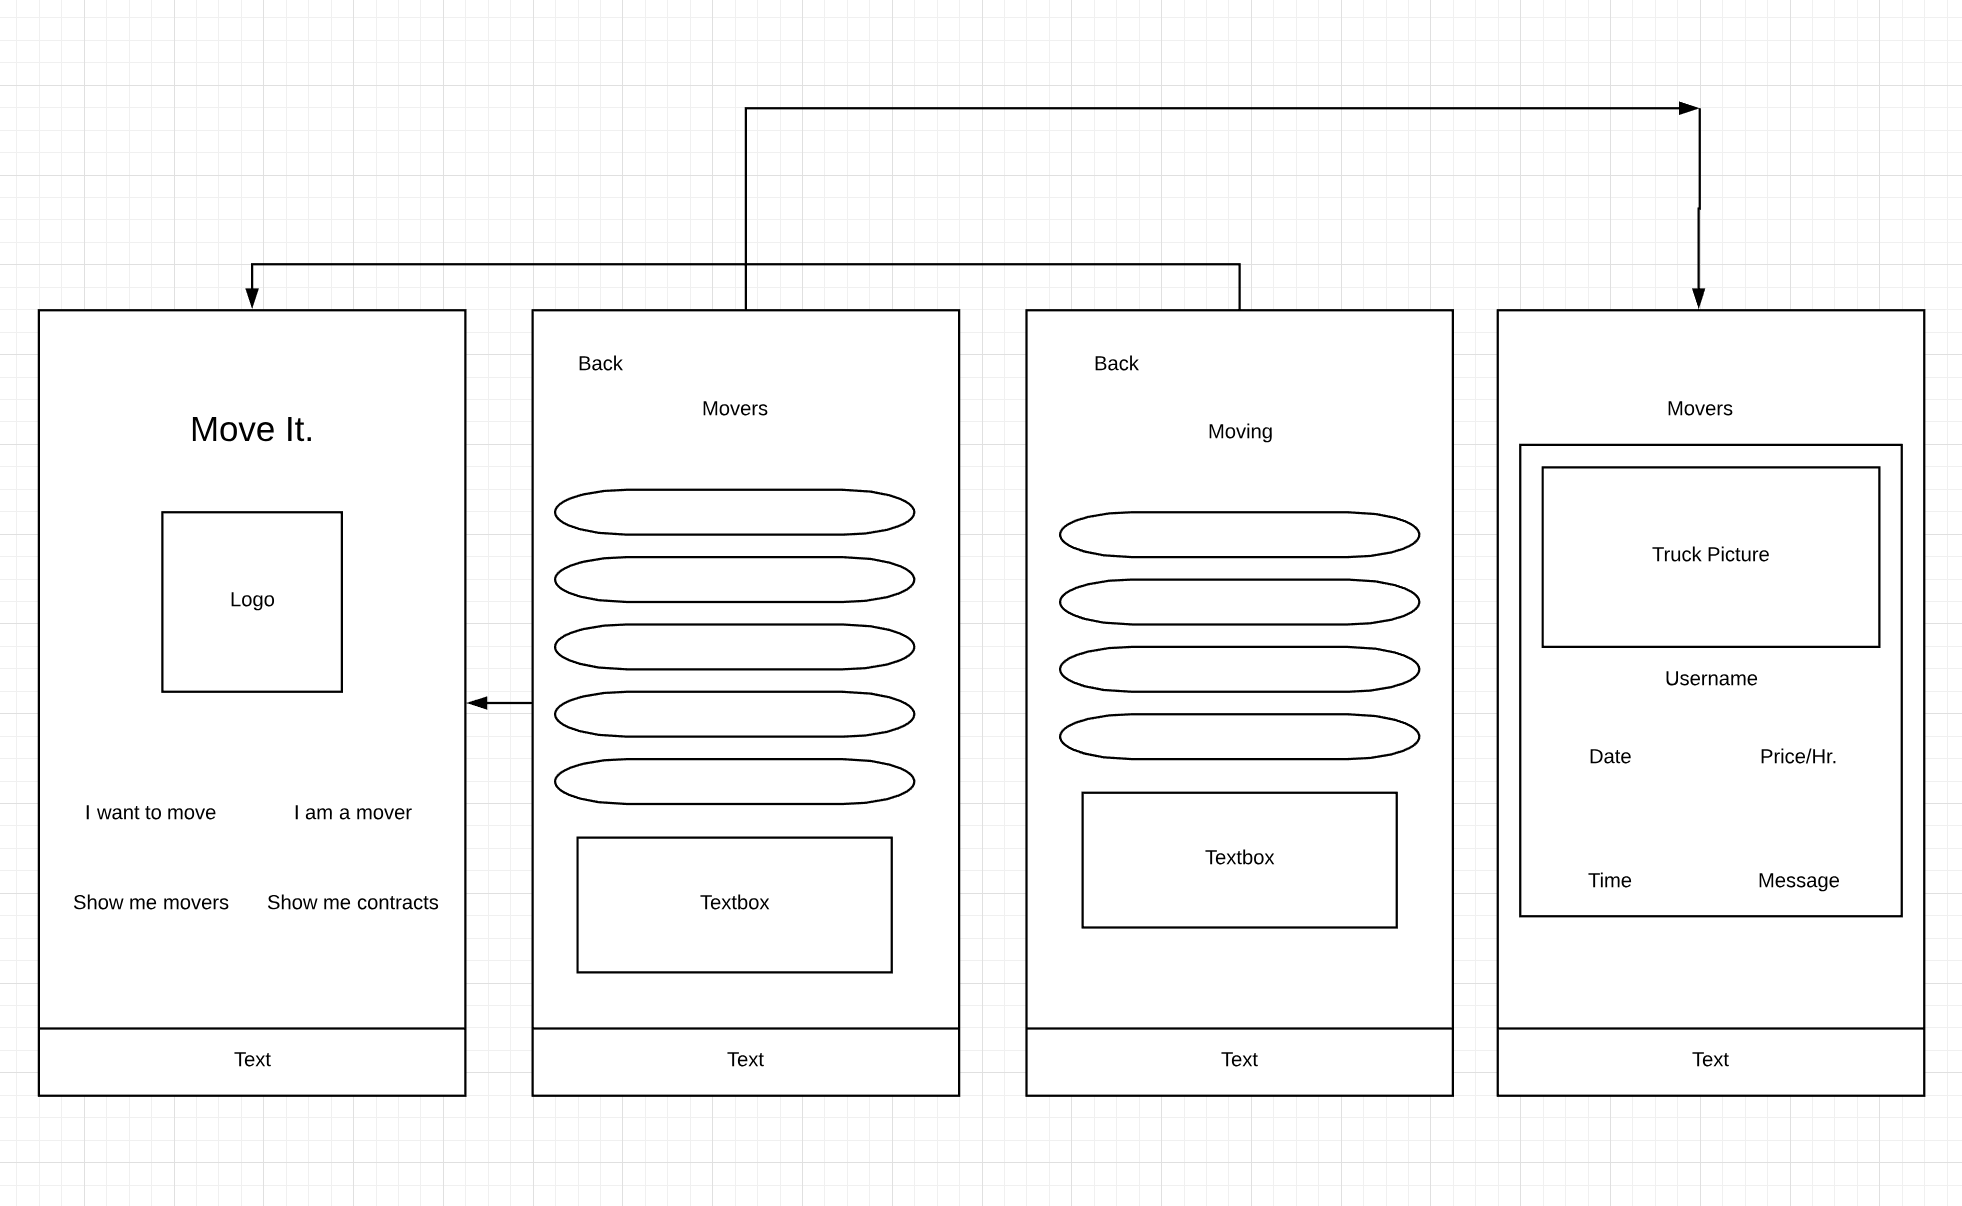 Move It.
Logo
I want to move
I am a mover
Show me movers
Show me contracts
Text
Back
Movers
Textbox
Text
Back
Moving
Textbox
Text
Movers
Truck Picture
Username
Date
Price/Hr.
Time
Message
Text